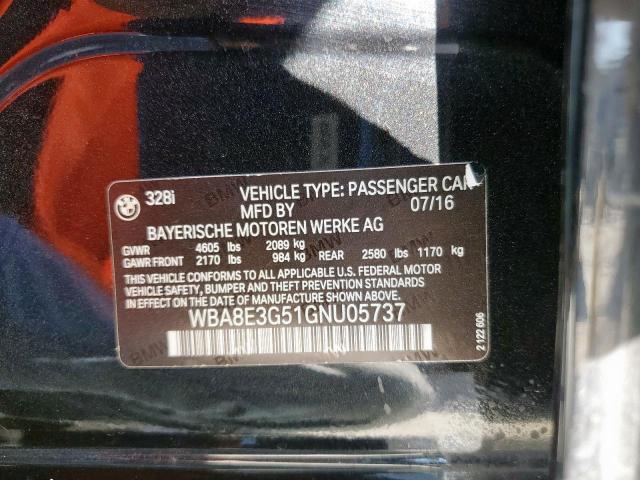 328i VEHICLE TYPE: PASSENGER CAR
MFD BY 07/16
BAYERISCHE MOTOREN WERKE AG
GVWR 4605 lbs 2089 kg
GAWR FRONT 2170 lbs 984 kg REAR 2580 lbs 1170 kg
THIS VEHICLE CONFORMS TO ALL APPLICABLE U.S. FEDERAL MOTOR
VEHICLE SAFETY, BUMPER AND THEFT PREVENTION STANDARDS
IN EFFECT ON THE DATE OF MANUFACTURE SHOWN ABOVE.
WBA8E3G51GNU05737
2 122 606